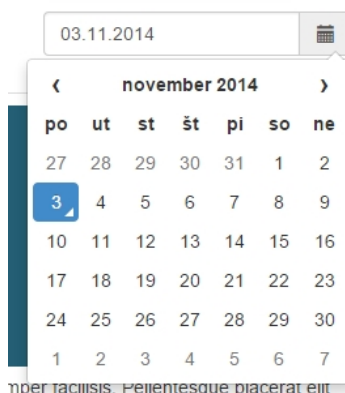 03.11.2014
‹ november 2014 ›
po ut st št pi so ne
27 28 29 30 31 1 2
3 4 5 6 7 8 9
10 11 12 13 14 15 16
17 18 19 20 21 22 23
24 25 26 27 28 29 30
1 2 3 4 5 6 7
facilisis. Pellentesque placerat elit